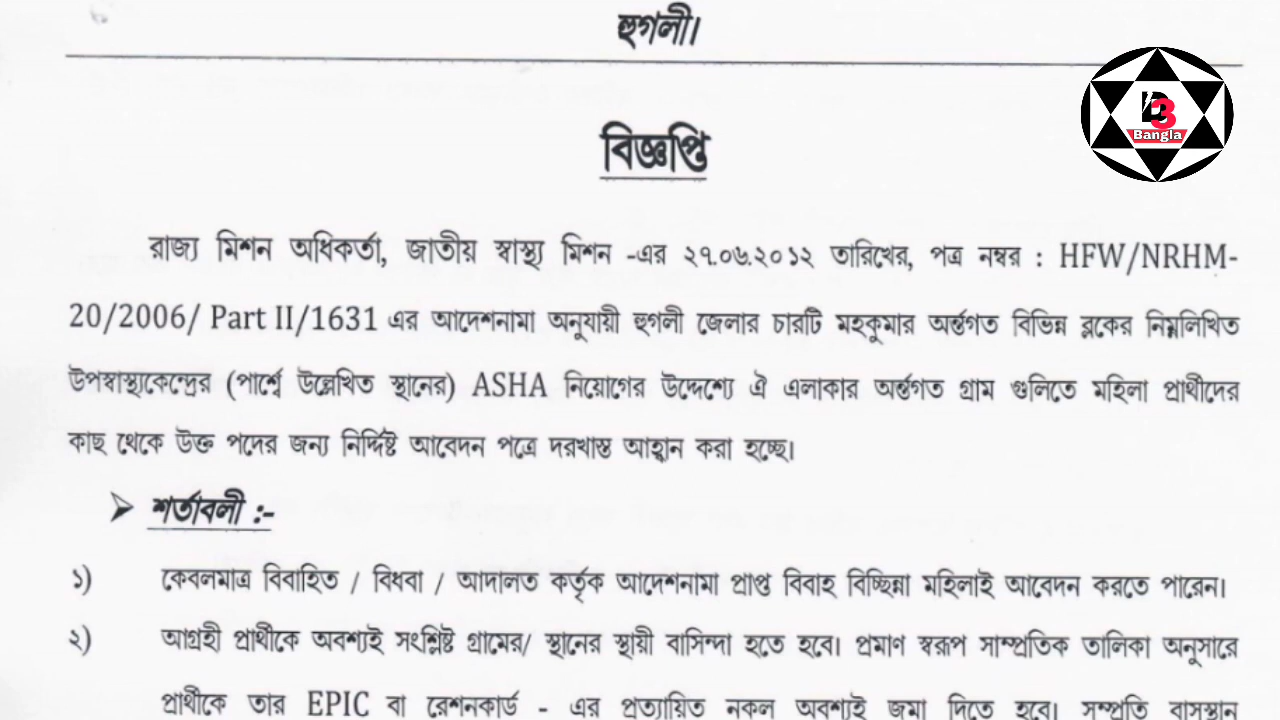 হুগলী।
B3
Bangla
বিজ্ঞপ্তি
রাজ্য মিশন অধিকর্তা, জাতীয় স্বাস্থ্য মিশন -এর ২৭.০৬.২০১২ তারিখের, পত্র নম্বর : HFW/NRHM-
20/2006/ Part II/1631 এর আদেশনামা অনুযায়ী হুগলী জেলার চারটি মহকুমার অর্ন্তগত বিভিন্ন ব্লকের নিম্নলিখিত
উপস্বাস্থ্যকেন্দ্রের (পার্শ্বে উল্লেখিত স্থানের) ASHA নিয়োগের উদ্দেশ্যে ঐ এলাকার অর্ন্তগত গ্রাম গুলিতে মহিলা প্রার্থীদের
কাছ থেকে উক্ত পদের জন্য নির্দ্দিষ্ট আবেদন পত্রে দরখাস্ত আহ্বান করা হচ্ছে।
➢ শর্তাবলী :-
১) কেবলমাত্র বিবাহিত / বিধবা / আদালত কর্তৃক আদেশনামা প্রাপ্ত বিবাহ বিচ্ছিন্না মহিলাই আবেদন করতে পারেন।
২) আগ্রহী প্রার্থীকে অবশ্যই সংশ্লিষ্ট গ্রামের/ স্থানের স্থায়ী বাসিন্দা হতে হবে। প্রমাণ স্বরূপ সাম্প্রতিক তালিকা অনুসারে
প্রার্থীকে তার EPIC বা রেশনকার্ড - এর প্রত্যায়িত নকল অবশ্যই জমা দিতে হবে। সম্প্রতি বাসস্থান